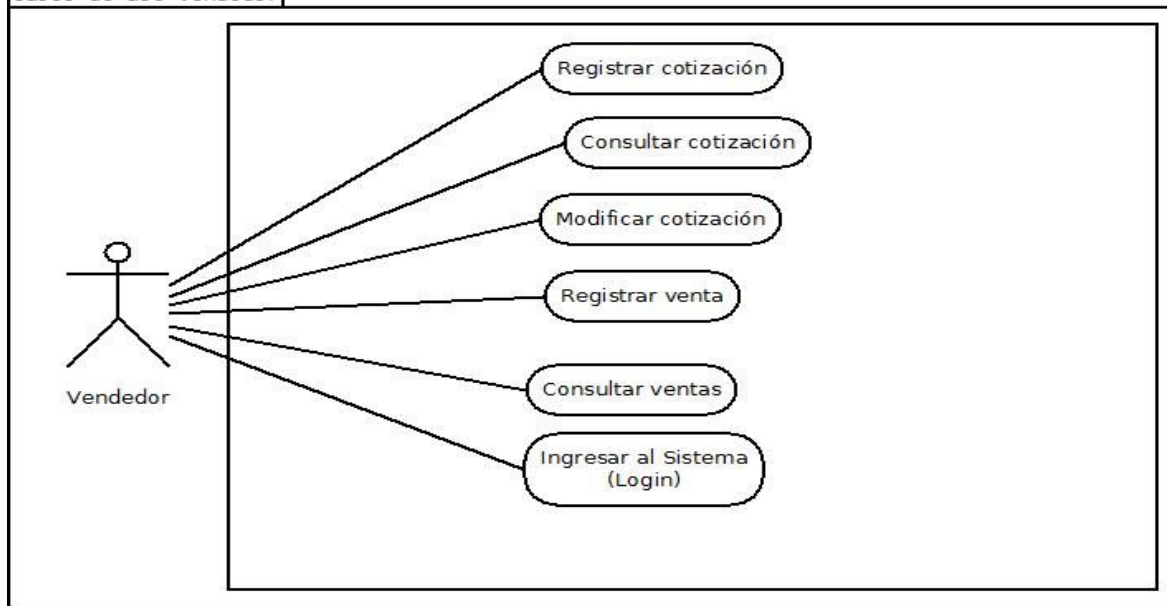 Registrar cotización
Consultar cotización
Modificar cotización
Registrar venta
Consultar ventas
Vendedor
Ingresar al Sistema
(Login)